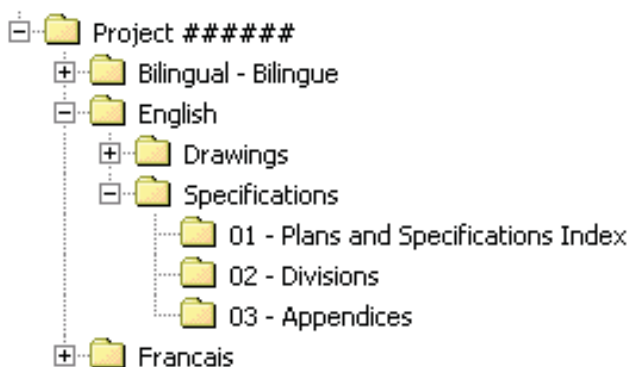 Project ######
Bilingual - Bilingue
English
Drawings
Specifications
01 - Plans and Specifications Index
02 - Divisions
03 - Appendices
Francais